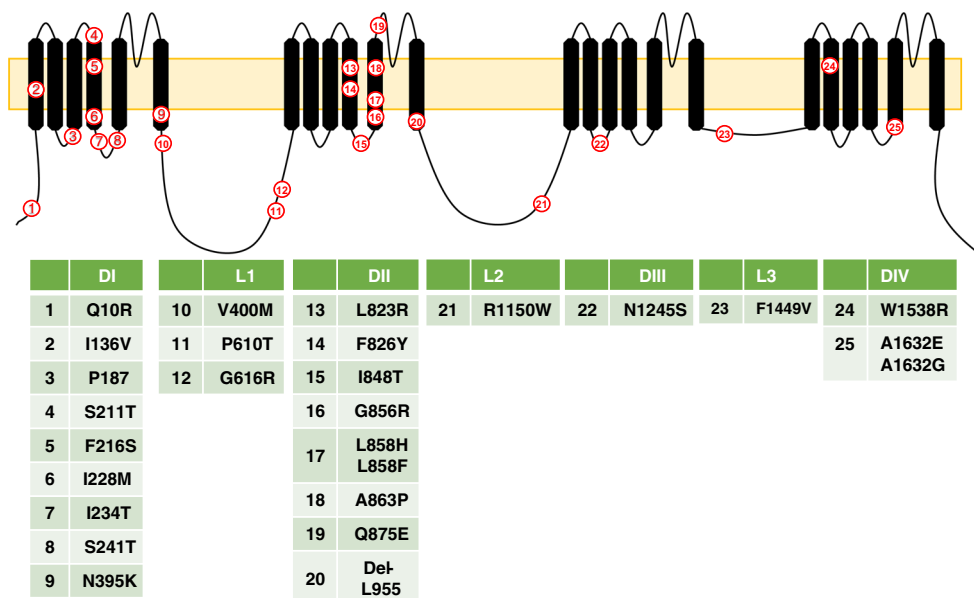 19
4
5
2
6
3
7
8
9
10
1
12
11
13
14
18
17
16
15
20
21
22
23
24
25
DI
1 Q10R
2 I136V
3 P187
4 S211T
5 F216S
6 I228M
7 I234T
8 S241T
9 N395K
L1
10 V400M
11 P610T
12 G616R
DII
13 L823R
14 F826Y
15 I848T
16 G856R
17 L858H
L858F
18 A863P
19 Q875E
20 Del-
L955
L2
21 R1150W
DIII
22 N1245S
L3
23 F1449V
DIV
24 W1538R
25 A1632E
A1632G